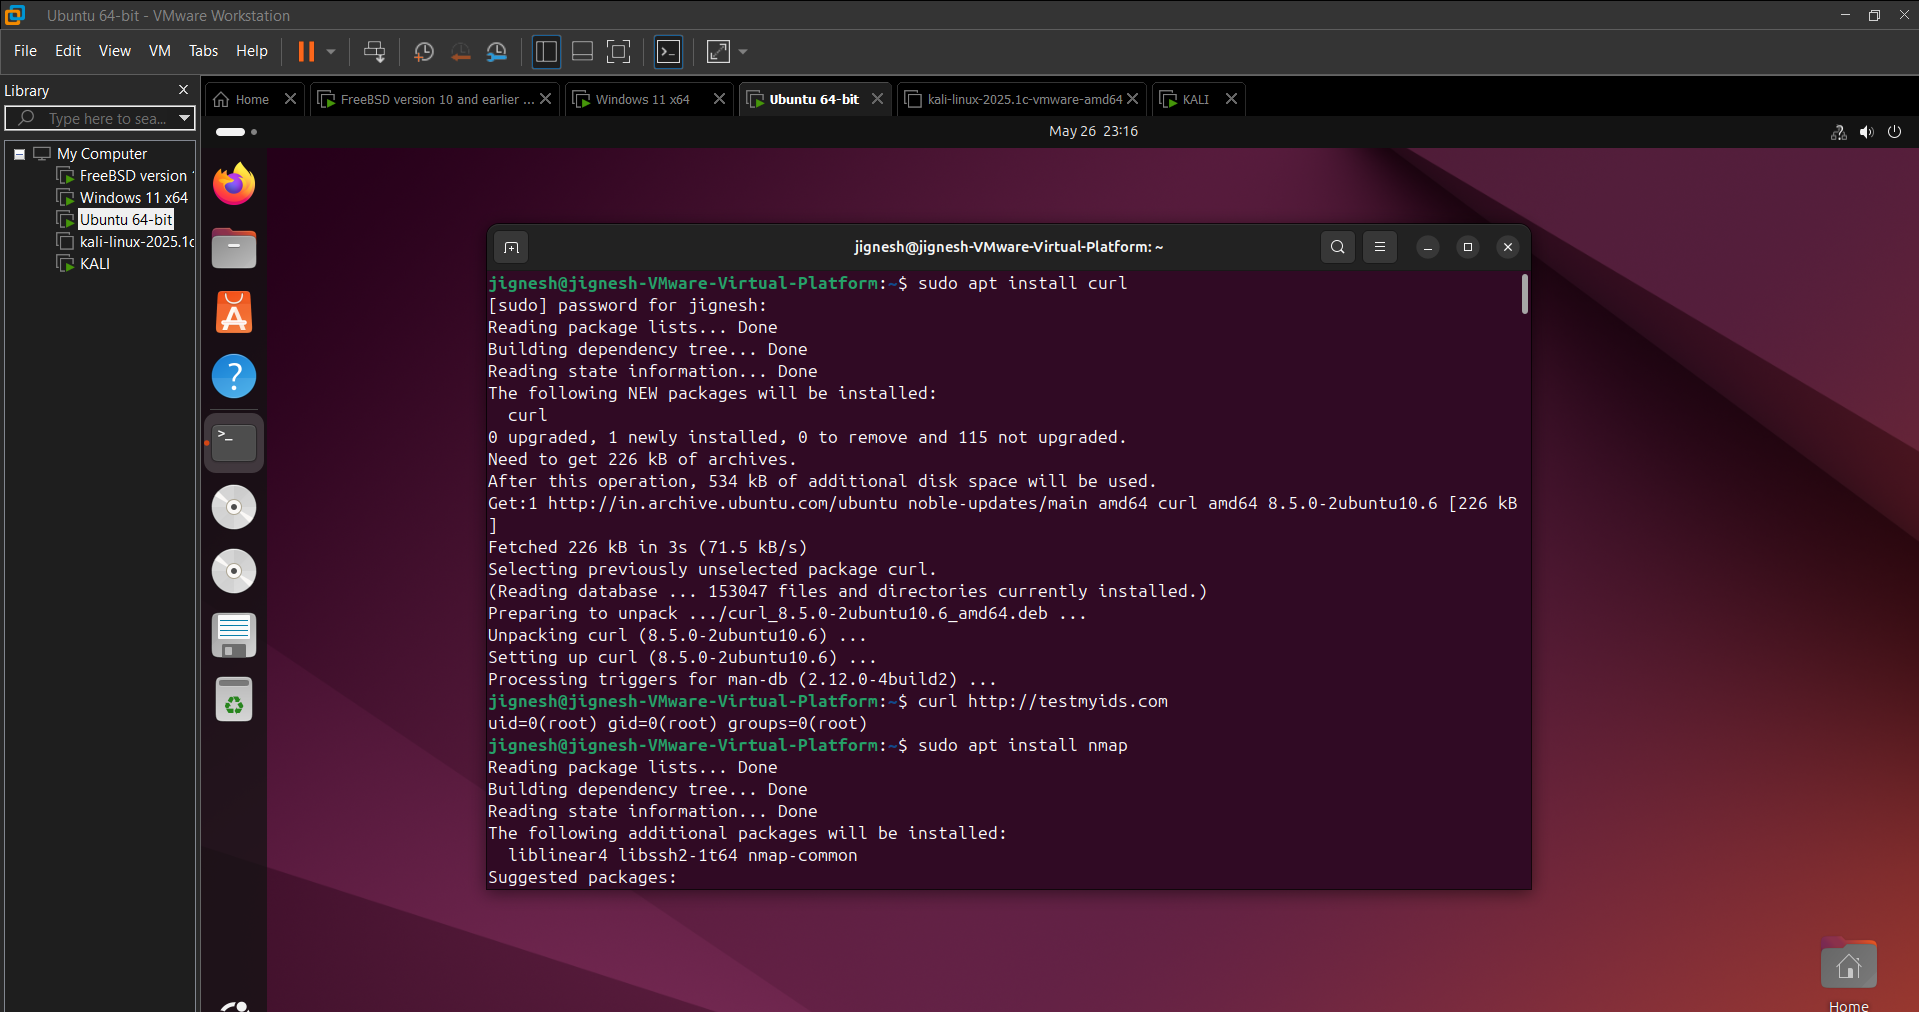 Ubuntu 64-bit - VMware Workstation
File Edit View VM Tabs Help
Library
Type here to sea...
My Computer
FreeBSD version
Windows 11 x64
Ubuntu 64-bit
kali-linux-2025.1c
KALI
Home
FreeBSD version 10 and earlier ...
Windows 11 x64
Ubuntu 64-bit
kali-linux-2025.1c-vmware-amd64
KALI
May 26 23:16
jignesh@jignesh-VMware-Virtual-Platform: ~
jignesh@jignesh-VMware-Virtual-Platform:~$ sudo apt install curl
[sudo] password for jignesh:
Reading package lists... Done
Building dependency tree... Done
Reading state information... Done
The following NEW packages will be installed:
  curl
0 upgraded, 1 newly installed, 0 to remove and 115 not upgraded.
Need to get 226 kB of archives.
After this operation, 534 kB of additional disk space will be used.
Get:1 http://in.archive.ubuntu.com/ubuntu noble-updates/main amd64 curl amd64 8.5.0-2ubuntu10.6 [226 kB
]
Fetched 226 kB in 3s (71.5 kB/s)
Selecting previously unselected package curl.
(Reading database ... 153047 files and directories currently installed.)
Preparing to unpack .../curl_8.5.0-2ubuntu10.6_amd64.deb ...
Unpacking curl (8.5.0-2ubuntu10.6) ...
Setting up curl (8.5.0-2ubuntu10.6) ...
Processing triggers for man-db (2.12.0-4build2) ...
jignesh@jignesh-VMware-Virtual-Platform:~$ curl http://testmyids.com
uid=0(root) gid=0(root) groups=0(root)
jignesh@jignesh-VMware-Virtual-Platform:~$ sudo apt install nmap
Reading package lists... Done
Building dependency tree... Done
Reading state information... Done
The following additional packages will be installed:
  liblinear4 libssh2-1t64 nmap-common
Suggested packages:
Home